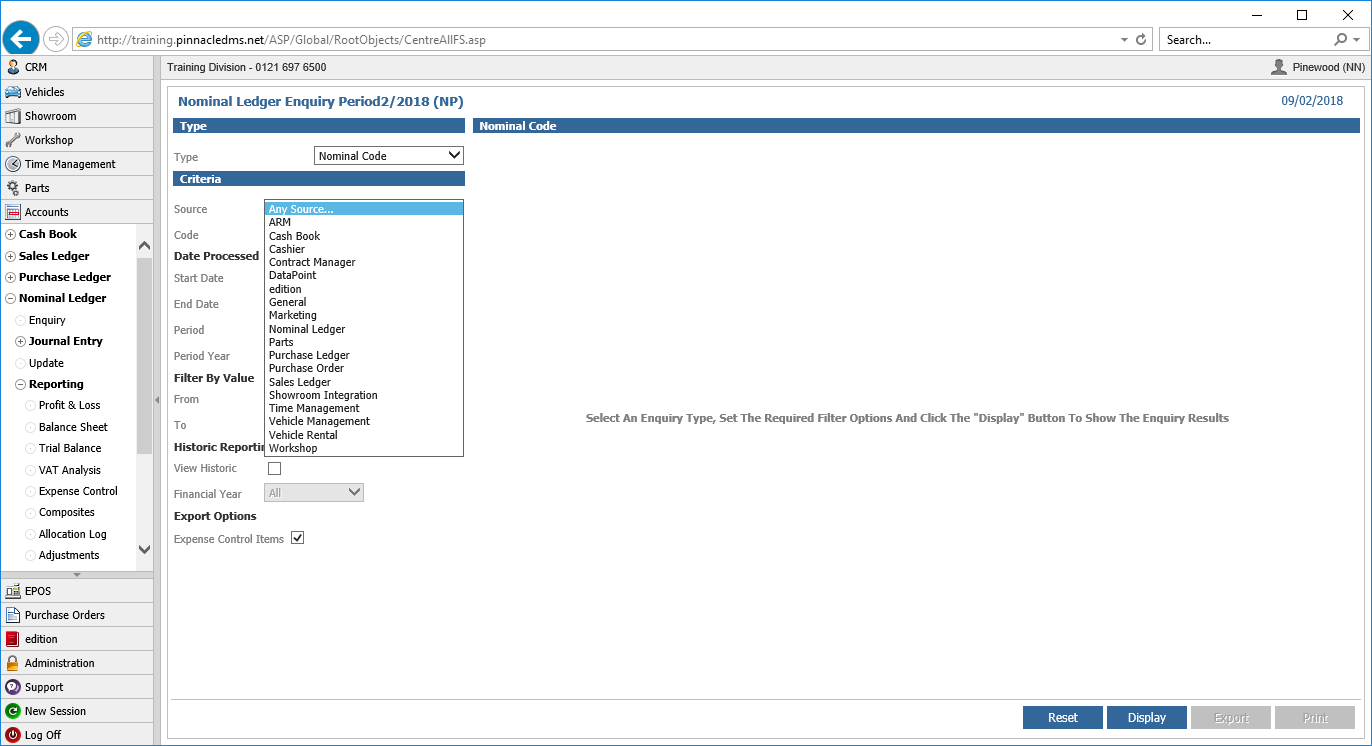 http://training.pinnacledms.net/ASP/Global/RootObjects/CentreAllFS.asp
Search...
CRM
Training Division - 0121 697 6500
Pinewood (NN)
Vehicles
Showroom
Workshop
Time Management
Parts
Accounts
Cash Book
Sales Ledger
Purchase Ledger
Nominal Ledger
Enquiry
Journal Entry
Update
Reporting
Profit & Loss
Balance Sheet
Trial Balance
VAT Analysis
Expense Control
Composites
Allocation Log
Adjustments
EPOS
Purchase Orders
edition
Administration
Support
New Session
Log Off
Nominal Ledger Enquiry Period2/2018 (NP)
09/02/2018
Type
Type
Nominal Code
Criteria
Source
Code
Date Processed
Start Date
End Date
Period
Period Year
Filter By Value
From
To
Any Source...
ARM
Cash Book
Cashier
Contract Manager
DataPoint
edition
General
Marketing
Nominal Ledger
Parts
Purchase Ledger
Purchase Order
Sales Ledger
Showroom Integration
Time Management
Vehicle Management
Vehicle Rental
Workshop
Historic Reportin
View Historic
Financial Year
All
Export Options
Expense Control Items
Nominal Code
Select An Enquiry Type, Set The Required Filter Options And Click The "Display" Button To Show The Enquiry Results
Reset
Display
Export
Print